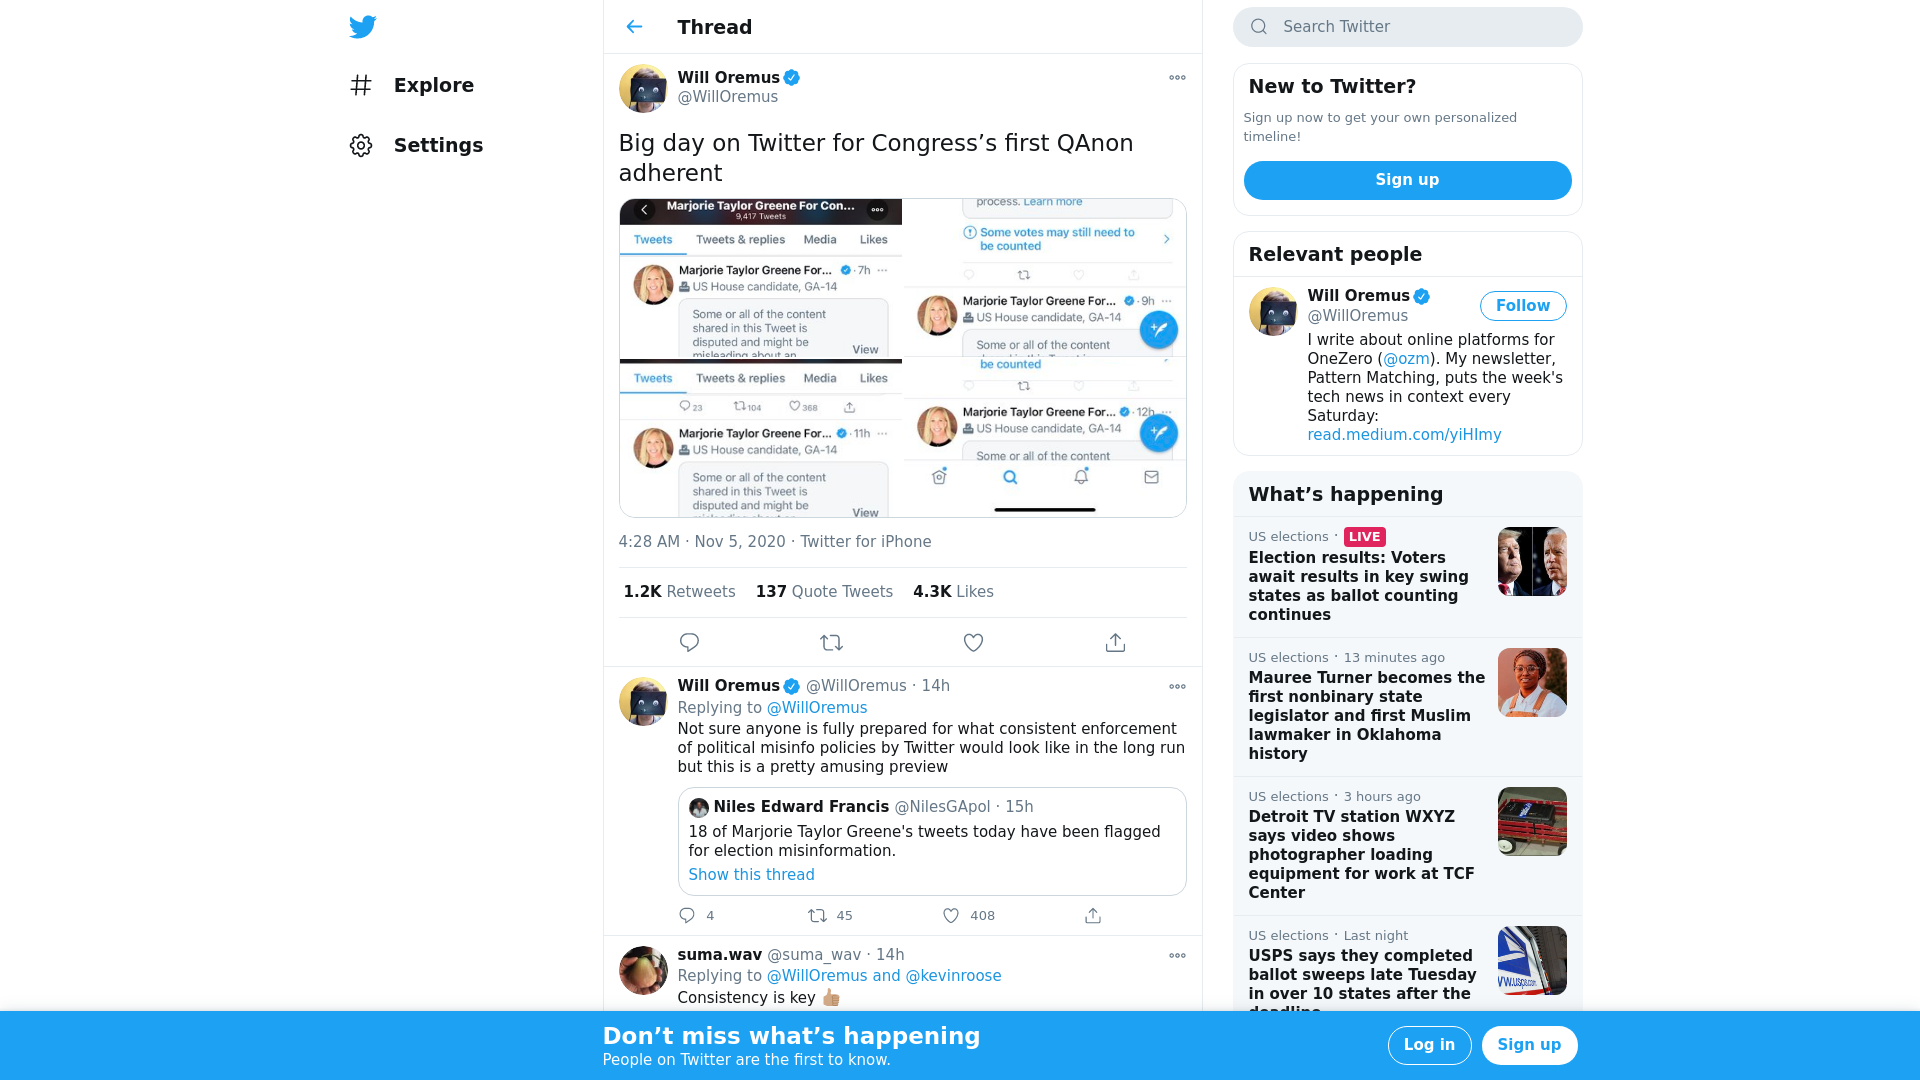 Explore
Settings
Thread
Will Oremus
@WillOremus
Big day on Twitter for Congress’s first QAnon
adherent
Marjorie Taylor Greene For Con...
9,417 Tweets
Tweets Tweets & replies Media Likes
Marjorie Taylor Greene For... · 7h ···
US House candidate, GA-14
Some or all of the content
shared in this Tweet is
disputed and might be
misleading about an
View
process. Learn more
Some votes may still need to
be counted
Marjorie Taylor Greene For... · 9h ···
US House candidate, GA-14
Some or all of the content
shared in this Tweet is
Tweets Tweets & replies Media Likes
23 104 368
Marjorie Taylor Greene For... · 11h ···
US House candidate, GA-14
Some or all of the content
shared in this Tweet is
disputed and might be
misleading about an
View
be counted
Marjorie Taylor Greene For... · 12h ···
US House candidate, GA-14
Some or all of the content
4:28 AM · Nov 5, 2020 · Twitter for iPhone
1.2K Retweets 137 Quote Tweets 4.3K Likes
Will Oremus @WillOremus · 14h
Replying to @WillOremus
Not sure anyone is fully prepared for what consistent enforcement
of political misinfo policies by Twitter would look like in the long run
but this is a pretty amusing preview
Niles Edward Francis @NilesGApol · 15h
18 of Marjorie Taylor Greene's tweets today have been flagged
for election misinformation.
Show this thread
4 45 408
suma.wav @suma_wav · 14h
Replying to @WillOremus and @kevinroose
Consistency is key 👍🏽
Search Twitter
New to Twitter?
Sign up now to get your own personalized
timeline!
Sign up
Relevant people
Will Oremus
@WillOremus
Follow
I write about online platforms for
OneZero (@ozm). My newsletter,
Pattern Matching, puts the week's
tech news in context every
Saturday:
read.medium.com/yiHImy
What’s happening
US elections · LIVE
Election results: Voters
await results in key swing
states as ballot counting
continues
US elections · 13 minutes ago
Mauree Turner becomes the
first nonbinary state
legislator and first Muslim
lawmaker in Oklahoma
history
US elections · 3 hours ago
Detroit TV station WXYZ
says video shows
photographer loading
equipment for work at TCF
Center
US elections · Last night
USPS says they completed
ballot sweeps late Tuesday
in over 10 states after the
deadline
Don’t miss what’s happening
People on Twitter are the first to know.
Log in
Sign up